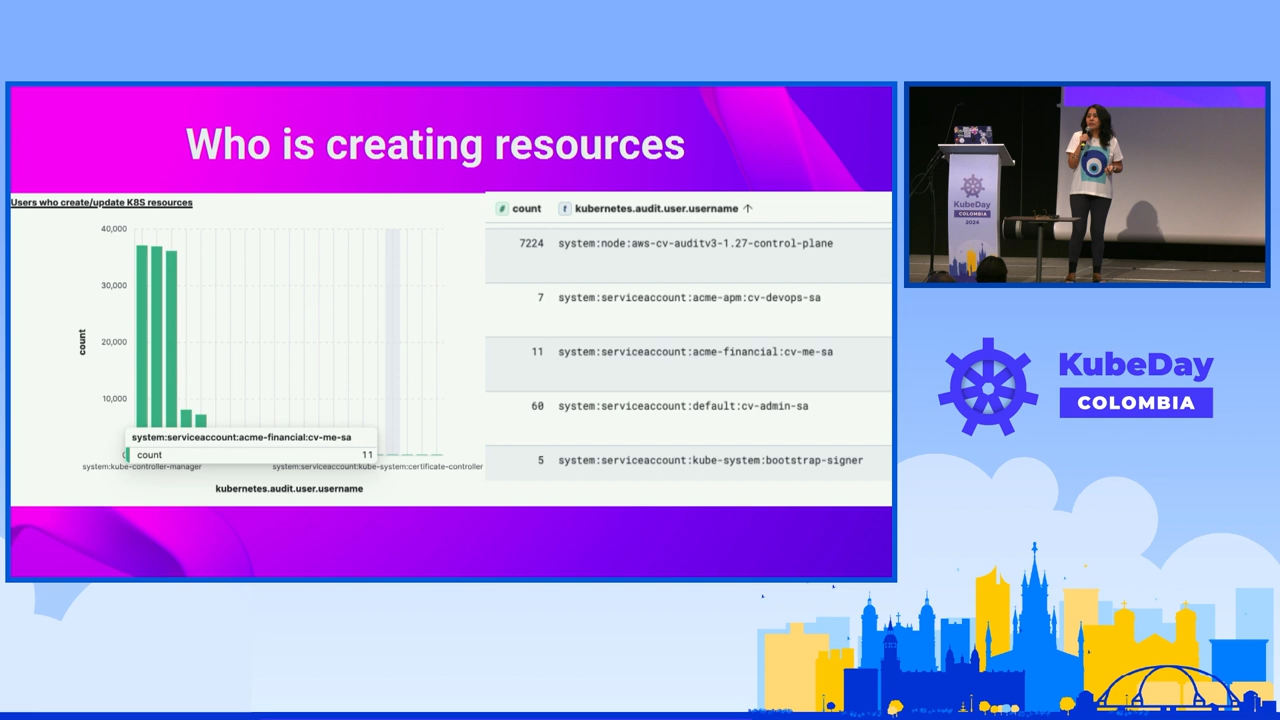 Who is creating resources
Users who create/update K8S resources
40,000
30,000
20,000
10,000
count
system:serviceaccount:acme-financial:cv-me-sa
count 11
system:kube-controller-manager
system:serviceaccount:kube-system:certificate-controller
kubernetes.audit.user.username
# count f kubernetes.audit.user.username ↑
7224 system:node:aws-cv-auditv3-1.27-control-plane
7 system:serviceaccount:acme-apm:cv-devops-sa
11 system:serviceaccount:acme-financial:cv-me-sa
60 system:serviceaccount:default:cv-admin-sa
5 system:serviceaccount:kube-system:bootstrap-signer
KubeDay
COLOMBIA
2024
KubeDay
COLOMBIA